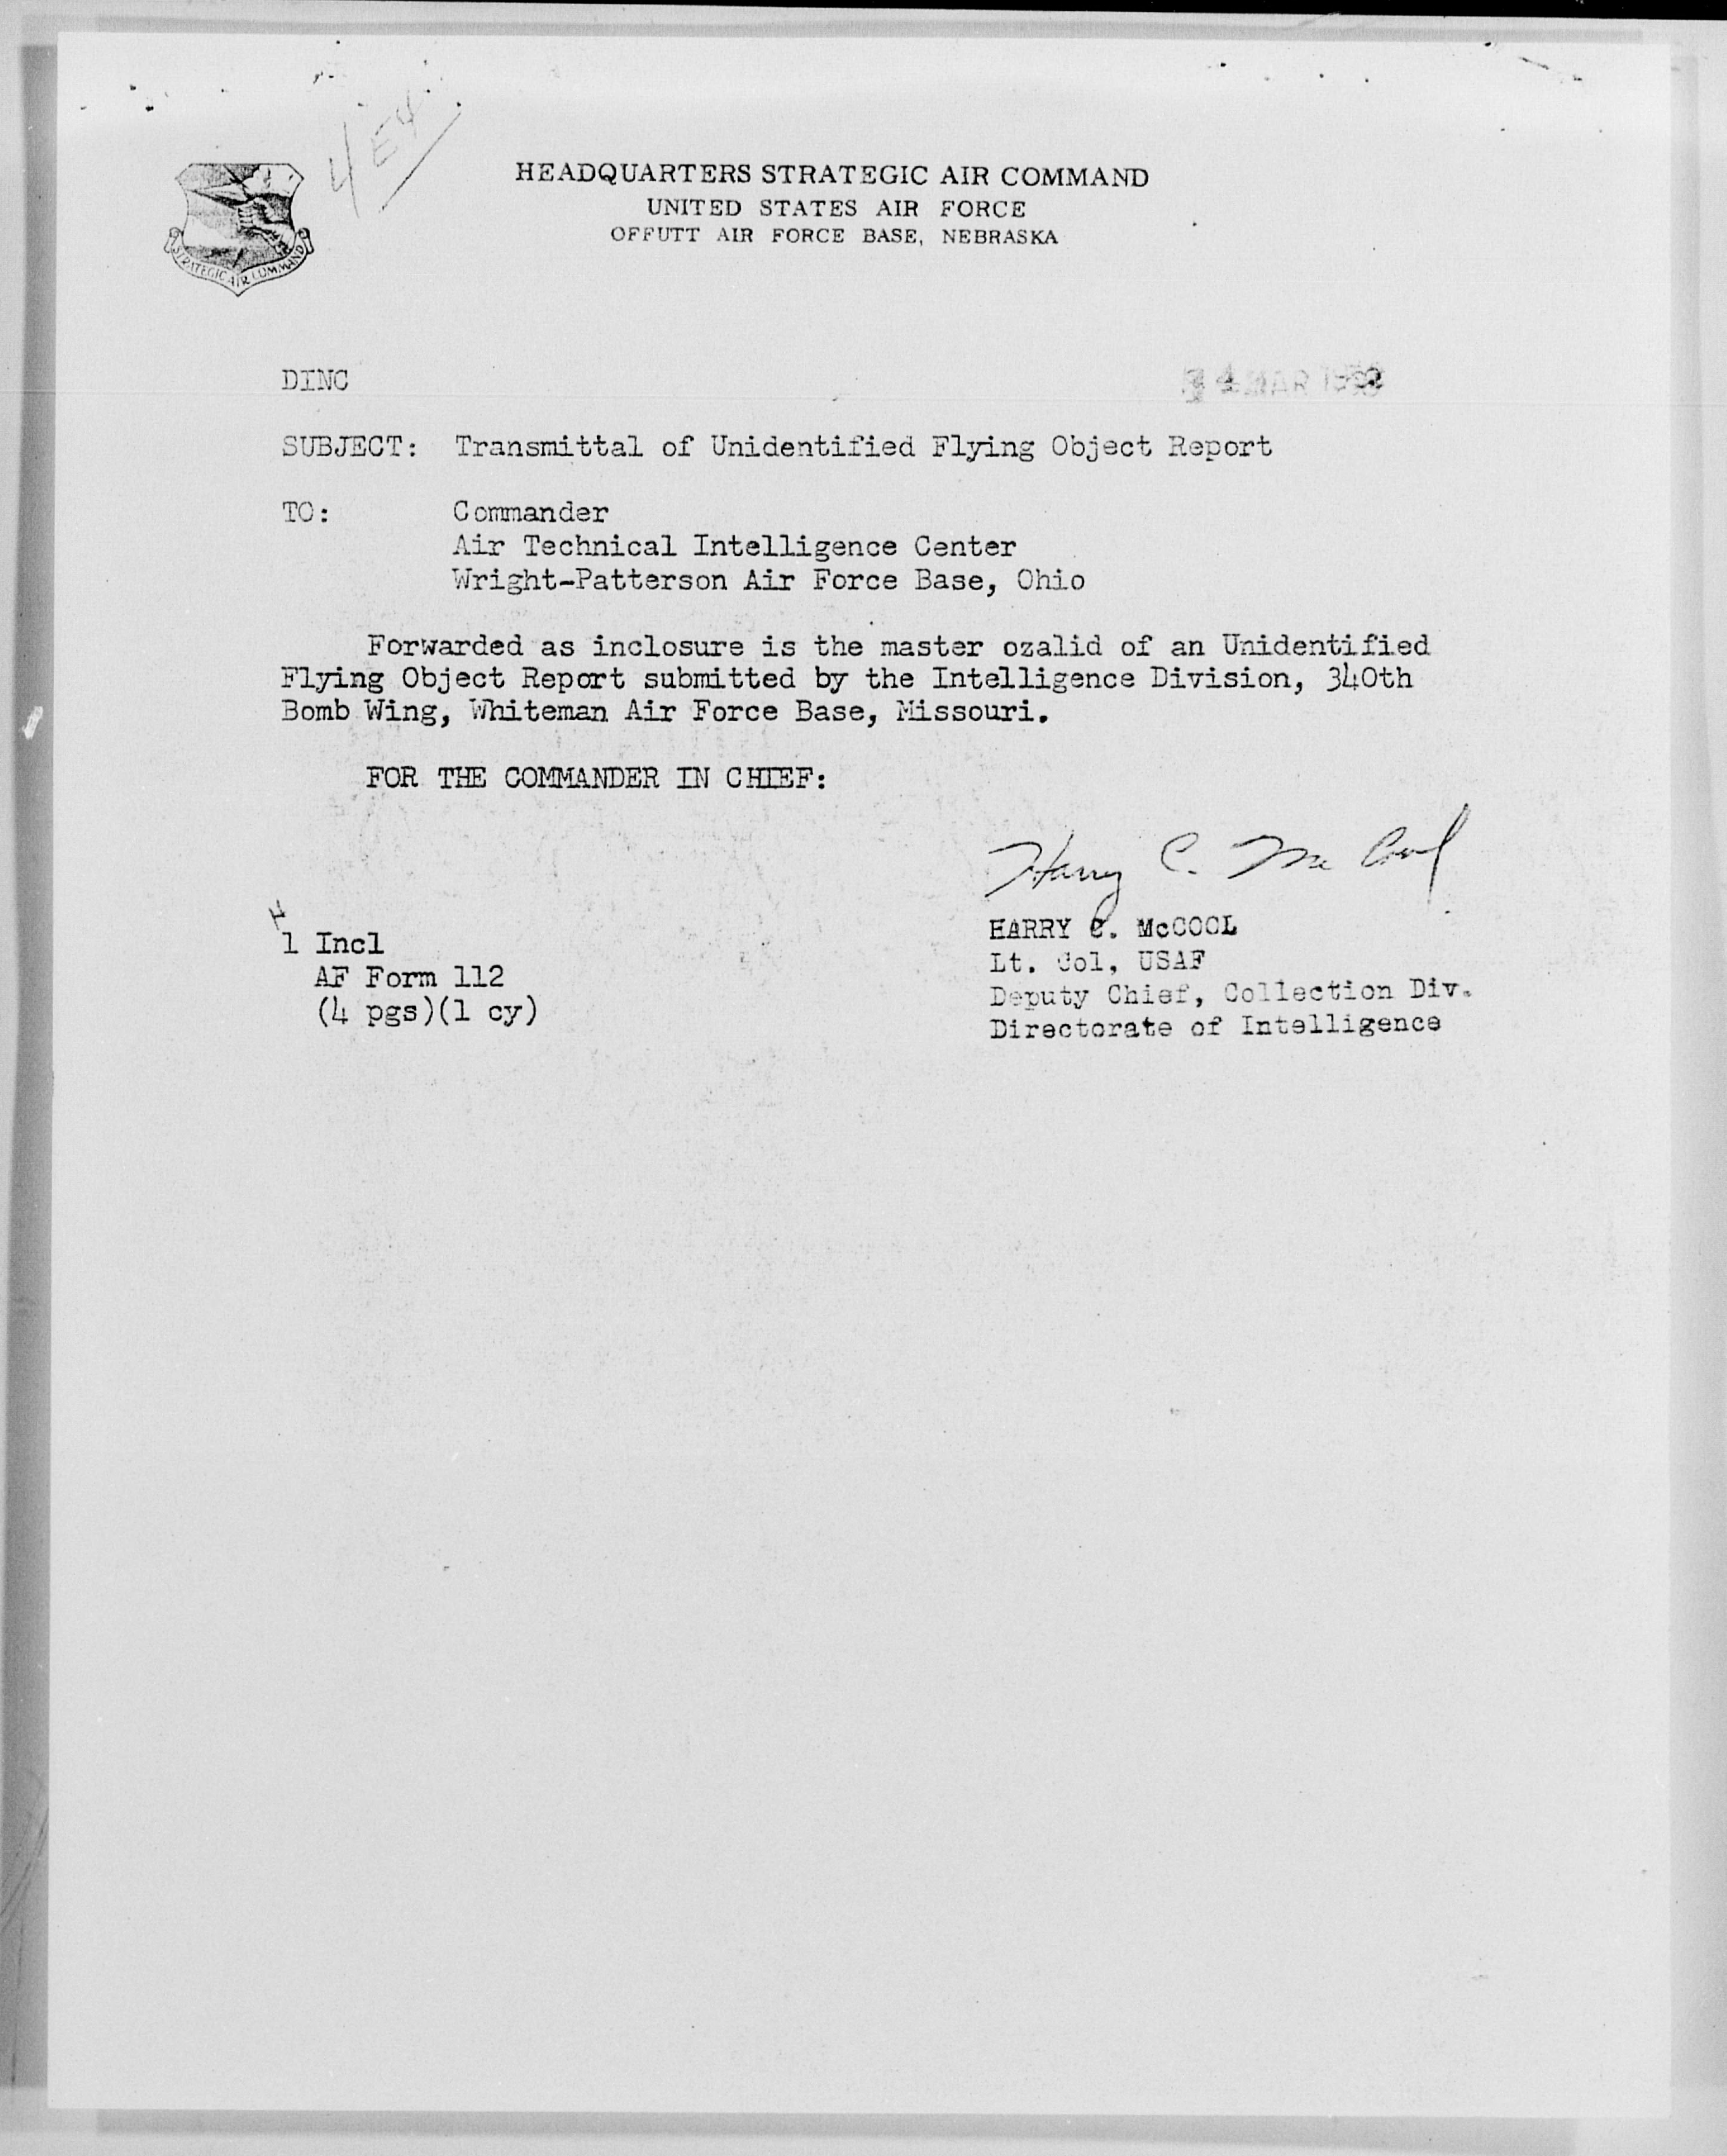 4E4
HEADQUARTERS STRATEGIC AIR COMMAND
UNITED STATES AIR FORCE
OFFUTT AIR FORCE BASE, NEBRASKA
STRATEGIC AIR COMMAND
DINC
MAR
SUBJECT: Transmittal of Unidentified Flying Object Report
TO: Commander
Air Technical Intelligence Center
Wright-Patterson Air Force Base, Ohio
Forwarded as inclosure is the master ozalid of an Unidentified
Flying Object Report submitted by the Intelligence Division, 340th
Bomb Wing, Whiteman Air Force Base, Missouri.
FOR THE COMMANDER IN CHIEF:
Harry C. McCool
1 Incl
AF Form 112
(4 pgs)(1 cy)
HARRY C. McCOOL
Lt. Col, USAF
Deputy Chief, Collection Div.
Directorate of Intelligence